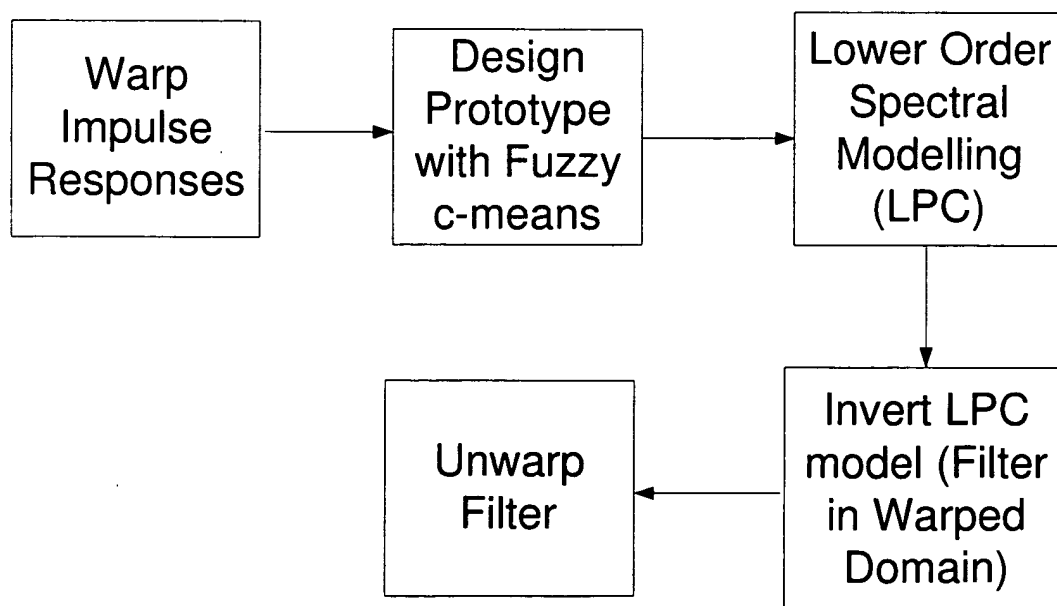 Warp
Impulse
Responses
Design
Prototype
with Fuzzy
c-means
Lower Order
Spectral
Modelling
(LPC)
Invert LPC
model (Filter
in Warped
Domain)
Unwarp
Filter